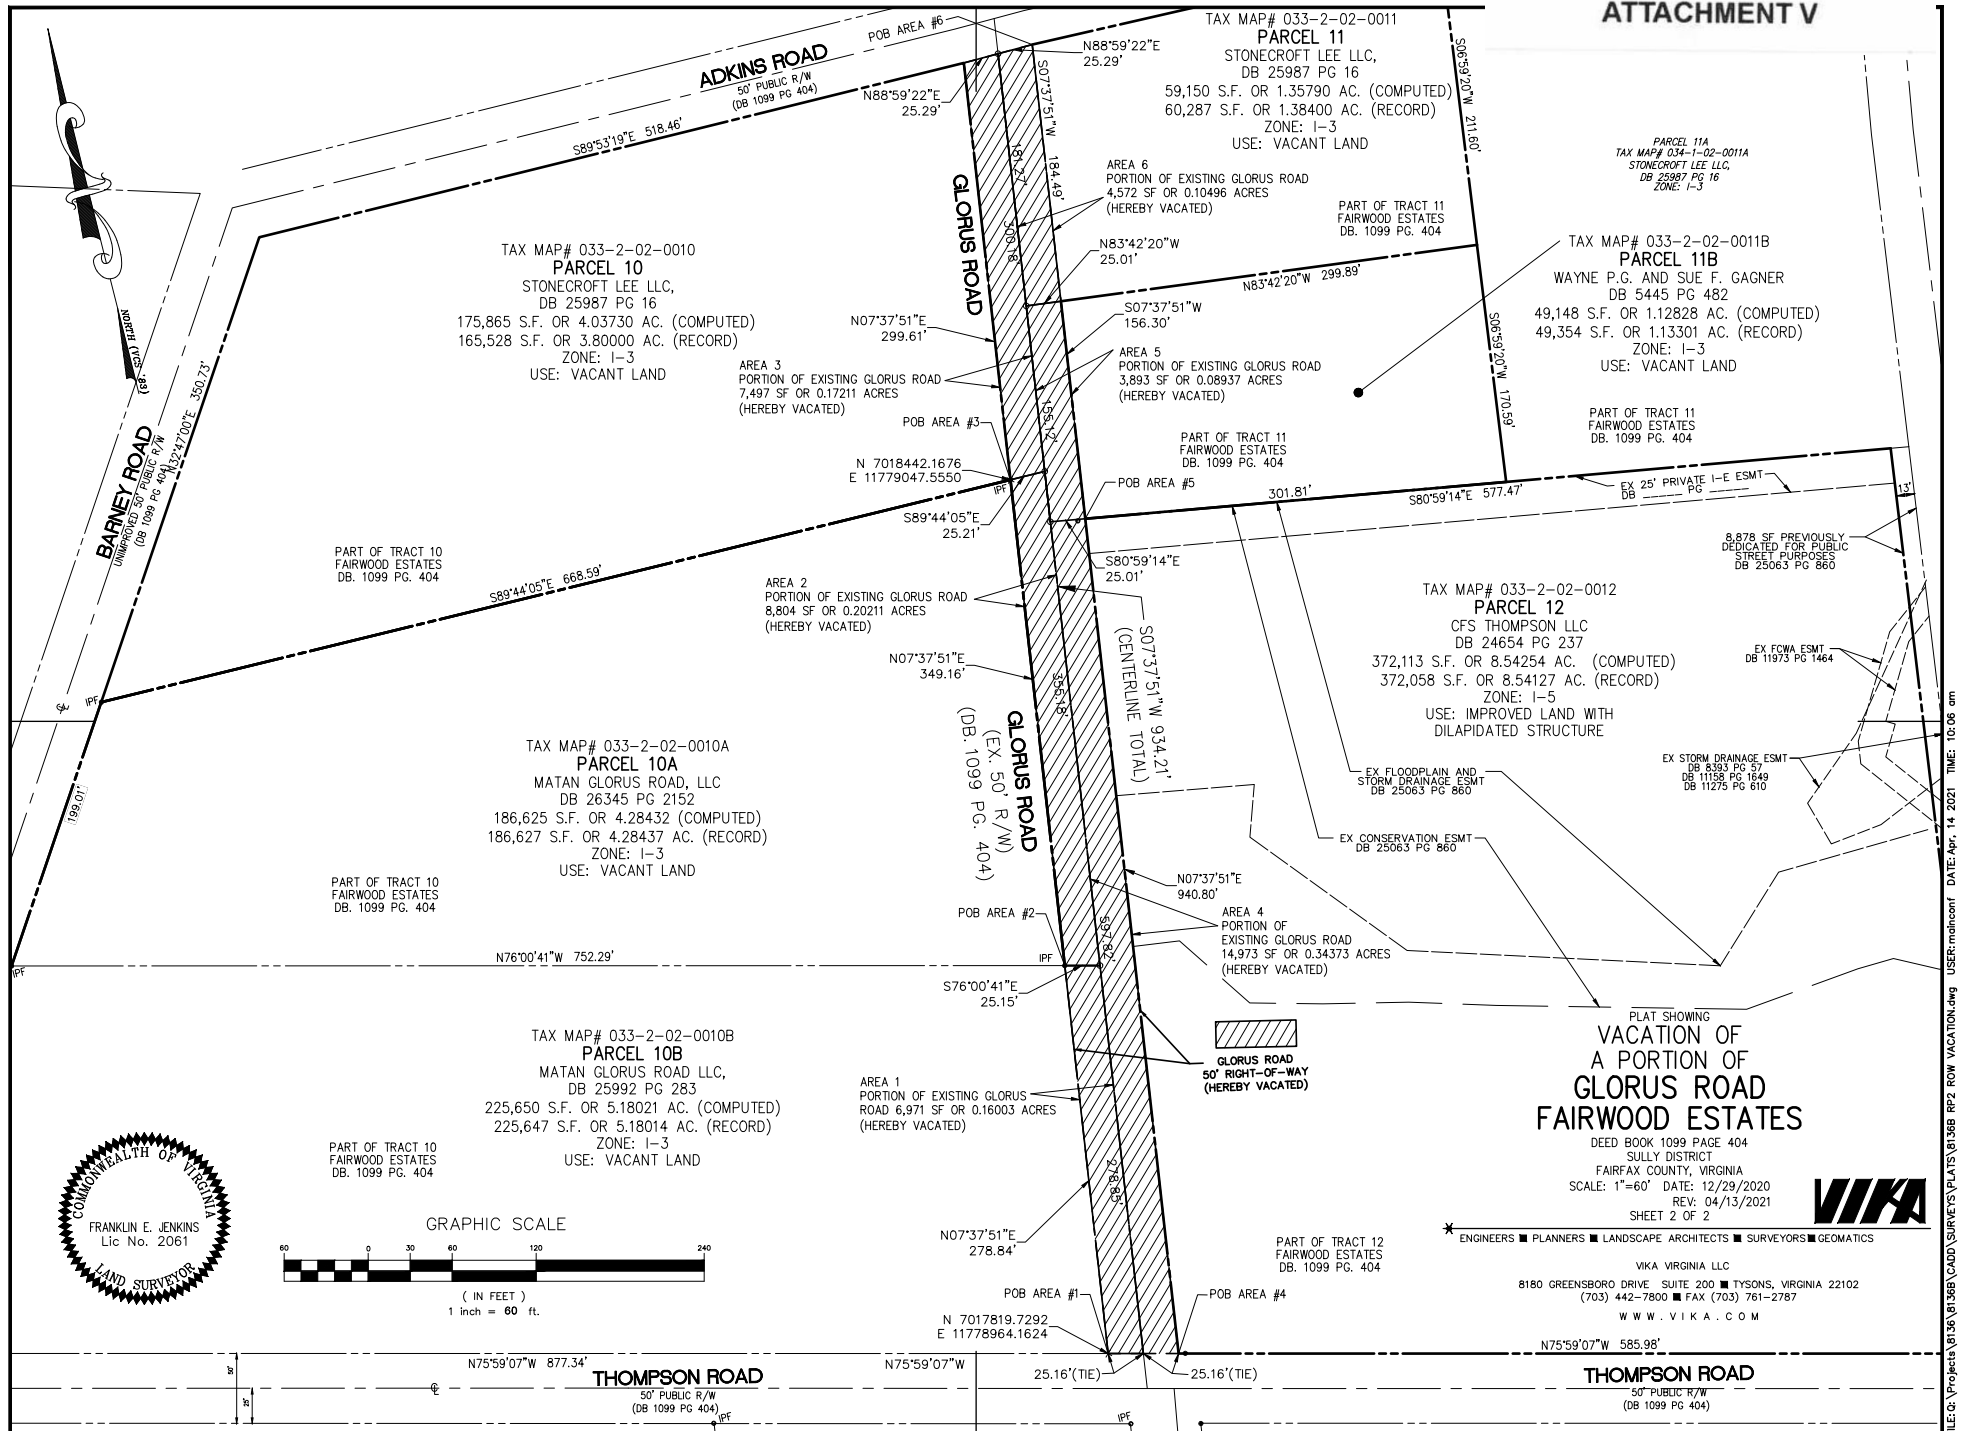 ATTACHMENT V
POB AREA #6
ADKINS ROAD
50' PUBLIC R/W
(DB 1099 PG 404)
S89°53'19"E 518.46'
N88°59'22"E
25.29'
N88°59'22"E
25.29'
TAX MAP# 033-2-02-0011
PARCEL 11
STONECROFT LEE LLC,
DB 25987 PG 16
59,150 S.F. OR 1.35790 AC. (COMPUTED)
60,287 S.F. OR 1.38400 AC. (RECORD)
ZONE: I-3
USE: VACANT LAND
S06°59'20"W 211.60'
PARCEL 11A
TAX MAP# 034-1-02-0011A
STONECROFT LEE LLC,
DB 25987 PG 16
ZONE: I-3
S07°37'51"W 184.49'
181.27'
300.18'
GLORUS ROAD
AREA 6
PORTION OF EXISTING GLORUS ROAD
4,572 SF OR 0.10496 ACRES
(HEREBY VACATED)
PART OF TRACT 11
FAIRWOOD ESTATES
DB. 1099 PG. 404
N83°42'20"W
25.01'
N83°42'20"W 299.89'
NORTH (VCS '83)
TAX MAP# 033-2-02-0010
PARCEL 10
STONECROFT LEE LLC,
DB 25987 PG 16
175,865 S.F. OR 4.03730 AC. (COMPUTED)
165,528 S.F. OR 3.80000 AC. (RECORD)
ZONE: I-3
USE: VACANT LAND
TAX MAP# 033-2-02-0011B
PARCEL 11B
WAYNE P.G. AND SUE F. GAGNER
DB 5445 PG 482
49,148 S.F. OR 1.12828 AC. (COMPUTED)
49,354 S.F. OR 1.13301 AC. (RECORD)
ZONE: I-3
USE: VACANT LAND
S07°37'51"W
156.30'
N07°37'51"E
299.61'
S06°59'20"W 170.59'
AREA 3
PORTION OF EXISTING GLORUS ROAD
7,497 SF OR 0.17211 ACRES
(HEREBY VACATED)
AREA 5
PORTION OF EXISTING GLORUS ROAD
3,893 SF OR 0.08937 ACRES
(HEREBY VACATED)
155.12'
POB AREA #3
PART OF TRACT 11
FAIRWOOD ESTATES
DB. 1099 PG. 404
PART OF TRACT 11
FAIRWOOD ESTATES
DB. 1099 PG. 404
BARNEY ROAD
UNIMPROVED 50' PUBLIC R/W
(DB 1099 PG 404)
N32°47'00"E 350.73'
N 7018442.1676
E 11779047.5550
IPF
POB AREA #5
301.81'
S80°59'14"E 577.47'
EX 25' PRIVATE I-E ESMT
DB ______ PG ______
13'
S89°44'05"E
25.21'
S89°44'05"E 668.59'
PART OF TRACT 10
FAIRWOOD ESTATES
DB. 1099 PG. 404
S80°59'14"E
25.01'
8,878 SF PREVIOUSLY
DEDICATED FOR PUBLIC
STREET PURPOSES
DB 25063 PG 860
AREA 2
PORTION OF EXISTING GLORUS ROAD
8,804 SF OR 0.20211 ACRES
(HEREBY VACATED)
S07°37'51"W 934.21'
(CENTERLINE TOTAL)
TAX MAP# 033-2-02-0012
PARCEL 12
CFS THOMPSON LLC
DB 24654 PG 237
372,113 S.F. OR 8.54254 AC. (COMPUTED)
372,058 S.F. OR 8.54127 AC. (RECORD)
ZONE: I-5
USE: IMPROVED LAND WITH
DILAPIDATED STRUCTURE
EX FCWA ESMT
DB 11973 PG 1464
N07°37'51"E
349.16'
355.18'
IPF
GLORUS ROAD
(EX. 50' R/W)
(DB. 1099 PG. 404)
TAX MAP# 033-2-02-0010A
PARCEL 10A
MATAN GLORUS ROAD, LLC
DB 26345 PG 2152
186,625 S.F. OR 4.28432 AC. (COMPUTED)
186,627 S.F. OR 4.28437 AC. (RECORD)
ZONE: I-3
USE: VACANT LAND
199.01'
EX STORM DRAINAGE ESMT
DB 8393 PG 57
DB 11158 PG 1649
DB 11275 PG 610
EX FLOODPLAIN AND
STORM DRAINAGE ESMT
DB 25063 PG 860
EX CONSERVATION ESMT
DB 25063 PG 860
N07°37'51"E
940.80'
PART OF TRACT 10
FAIRWOOD ESTATES
DB. 1099 PG. 404
POB AREA #2
AREA 4
PORTION OF
EXISTING GLORUS ROAD
14,973 SF OR 0.34373 ACRES
(HEREBY VACATED)
597.82'
N76°00'41"W 752.29'
IPF
IPF
S76°00'41"E
25.15'
TAX MAP# 033-2-02-0010B
PARCEL 10B
MATAN GLORUS ROAD LLC,
DB 25992 PG 283
225,650 S.F. OR 5.18021 AC. (COMPUTED)
225,647 S.F. OR 5.18014 AC. (RECORD)
ZONE: I-3
USE: VACANT LAND
GLORUS ROAD
50' RIGHT-OF-WAY
(HEREBY VACATED)
AREA 1
PORTION OF EXISTING GLORUS
ROAD 6,971 SF OR 0.16003 ACRES
(HEREBY VACATED)
PART OF TRACT 10
FAIRWOOD ESTATES
DB. 1099 PG. 404
278.85'
PLAT SHOWING
VACATION OF
A PORTION OF
GLORUS ROAD
FAIRWOOD ESTATES
DEED BOOK 1099 PAGE 404
SULLY DISTRICT
FAIRFAX COUNTY, VIRGINIA
SCALE: 1"=60' DATE: 12/29/2020
REV: 04/13/2021
SHEET 2 OF 2
VIKA
ENGINEERS ■ PLANNERS ■ LANDSCAPE ARCHITECTS ■ SURVEYORS ■ GEOMATICS
VIKA VIRGINIA LLC
8180 GREENSBORO DRIVE SUITE 200 ■ TYSONS, VIRGINIA 22102
(703) 442-7800 ■ FAX (703) 761-2787
WWW.VIKA.COM
COMMONWEALTH OF VIRGINIA
FRANKLIN E. JENKINS
Lic No. 2061
LAND SURVEYOR
GRAPHIC SCALE
60 0 30 60 120 240
( IN FEET )
1 inch = 60 ft.
N07°37'51"E
278.84'
PART OF TRACT 12
FAIRWOOD ESTATES
DB. 1099 PG. 404
POB AREA #1
POB AREA #4
N 7017819.7292
E 11778964.1624
N75°59'07"W 877.34'
N75°59'07"W
N75°59'07"W 585.98'
25.16'(TIE)
25.16'(TIE)
50'
25'
THOMPSON ROAD
50' PUBLIC R/W
(DB 1099 PG 404)
THOMPSON ROAD
50' PUBLIC R/W
(DB 1099 PG 404)
IPF
IPF
ILE: Q:\Projects\8136\8136B\CADD\SURVEYS\PLATS\8136B RP2 ROW VACATION.dwg USER: mainconf DATE: Apr, 14 2021 TIME: 10:06 am